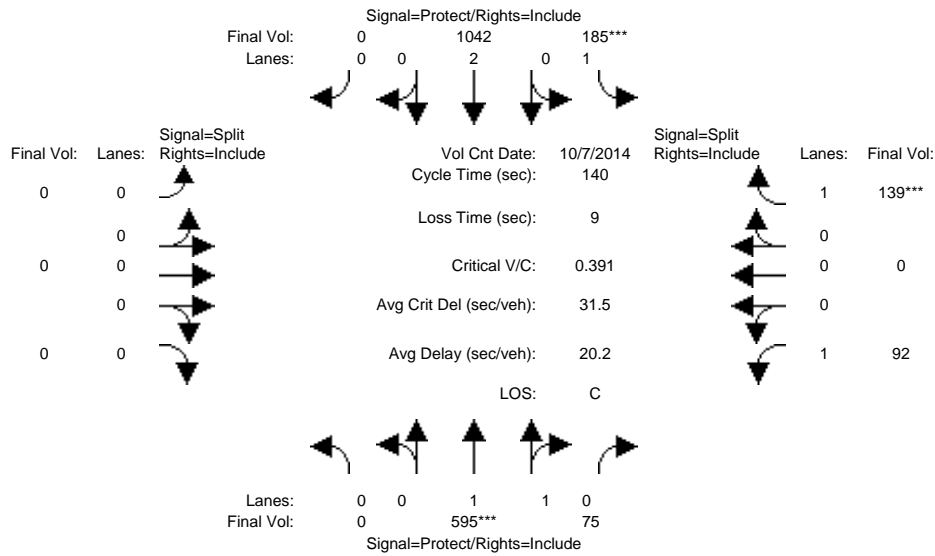 Signal=Protect/Rights=Include
Final Vol: 0 1042 185***
Lanes: 0 0 2 0 1
Signal=Split Signal=Split
Final Vol: Lanes: Rights=Include Vol Cnt Date: 10/7/2014 Rights=Include Lanes: Final Vol:
Cycle Time (sec): 140
0 0 1 139***
Loss Time (sec): 9
0 0
0 0 Critical V/C: 0.391 0 0
0 Avg Crit Del (sec/veh): 31.5 0
0 0 Avg Delay (sec/veh): 20.2 1 92
LOS: C
Lanes: 0 0 1 1 0
Final Vol: 0 595*** 75
Signal=Protect/Rights=Include